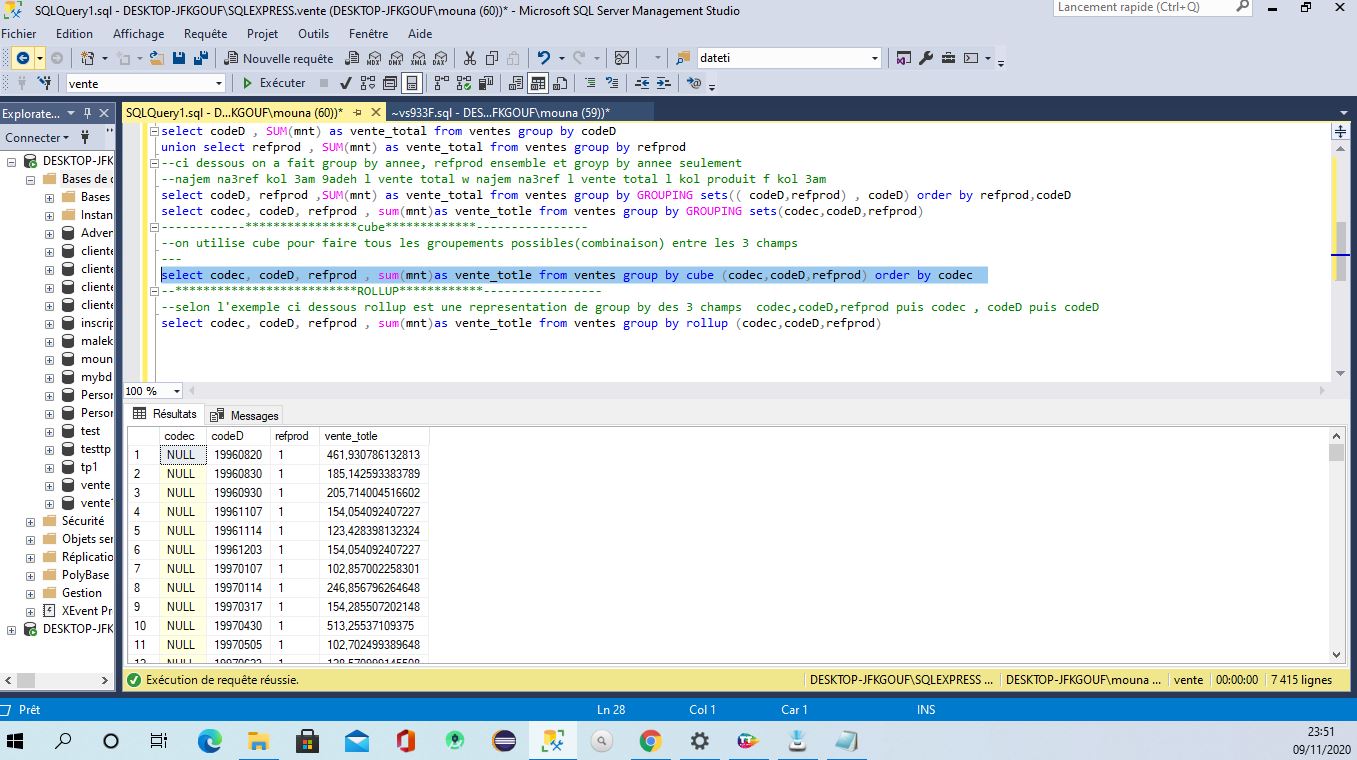 SQLQuery1.sql - DESKTOP-JFKGOUF\SQLEXPRESS.vente (DESKTOP-JFKGOUF\mouna (60))* - Microsoft SQL Server Management Studio
Lancement rapide (Ctrl+Q)
Fichier Edition Affichage Requête Projet Outils Fenêtre Aide
Nouvelle requête MDX DMX XMLA DAX dateti
vente Exécuter
Explorate... SQLQuery1.sql - D...KGOUF\mouna (60))* ~vs933F.sql - DES...FKGOUF\mouna (59))*
Connecter
DESKTOP-JFK
Bases de c
Bases
Instan
Adver
cliente
cliente
cliente
cliente
inscrip
malek
moun
mybd
Person
Person
test
testtp
tp1
vente
vente1
Sécurité
Objets ser
Réplicatio
PolyBase
Gestion
XEvent Pr
DESKTOP-JFK
select codeD , SUM(mnt) as vente_total from ventes group by codeD
union select refprod , SUM(mnt) as vente_total from ventes group by refprod
--ci dessous on a fait group by annee, refprod ensemble et groyp by annee seulement
--najem na3ref kol 3am 9adeh l vente total w najem na3ref l vente total l kol produit f kol 3am
select codeD, refprod ,SUM(mnt) as vente_total from ventes group by GROUPING sets(( codeD,refprod) , codeD) order by refprod,codeD
select codec, codeD, refprod , sum(mnt)as vente_totle from ventes group by GROUPING sets(codec,codeD,refprod)
------------****************cube*************----------------
--on utilise cube pour faire tous les groupements possibles(combinaison) entre les 3 champs
---
select codec, codeD, refprod , sum(mnt)as vente_totle from ventes group by cube (codec,codeD,refprod) order by codec
--**************************ROLLUP************-----------------
--selon l'exemple ci dessous rollup est une representation de group by des 3 champs  codec,codeD,refprod puis codec , codeD puis codeD
select codec, codeD, refprod , sum(mnt)as vente_totle from ventes group by rollup (codec,codeD,refprod)
100 %
Résultats Messages
codec codeD refprod vente_totle
1 NULL 19960820 1 461,930786132813
2 NULL 19960830 1 185,142593383789
3 NULL 19960930 1 205,714004516602
4 NULL 19961107 1 154,054092407227
5 NULL 19961114 1 123,428398132324
6 NULL 19961203 1 154,054092407227
7 NULL 19970107 1 102,857002258301
8 NULL 19970114 1 246,856796264648
9 NULL 19970317 1 154,285507202148
10 NULL 19970430 1 513,25537109375
11 NULL 19970505 1 102,702499389648
12 NULL
Exécution de requête réussie. DESKTOP-JFKGOUF\SQLEXPRESS ... DESKTOP-JFKGOUF\mouna ... vente 00:00:00 7 415 lignes
Prêt Ln 28 Col 1 Car 1 INS
23:51
09/11/2020